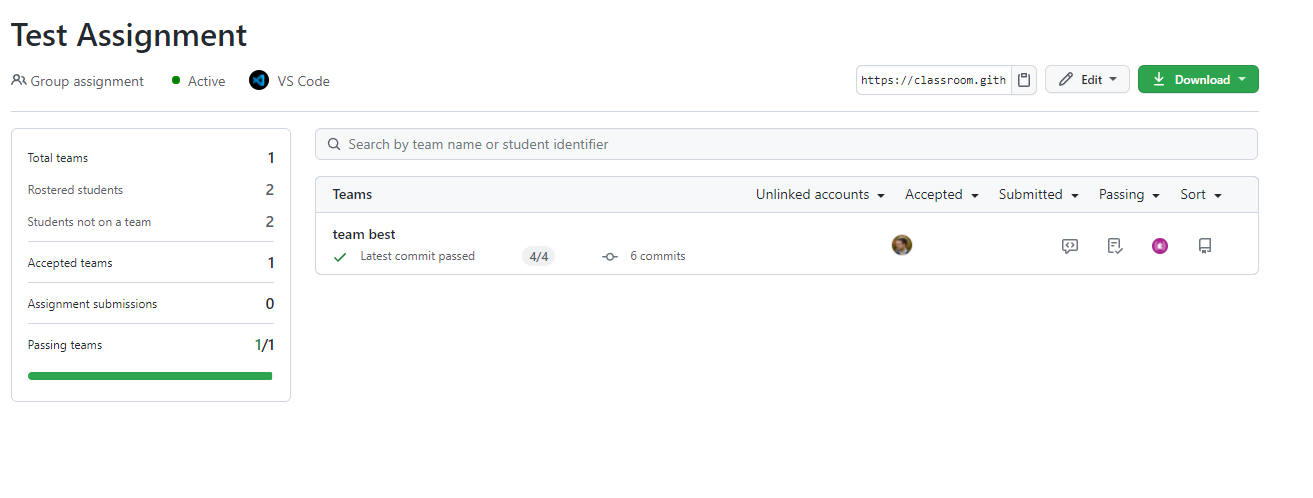 Test Assignment
Group assignment Active VS Code
https://classroom.gith Edit Download
Total teams 1
Rostered students 2
Students not on a team 2
Accepted teams 1
Assignment submissions 0
Passing teams 1/1
Search by team name or student identifier
Teams Unlinked accounts Accepted Submitted Passing Sort
team best
Latest commit passed 4/4 6 commits